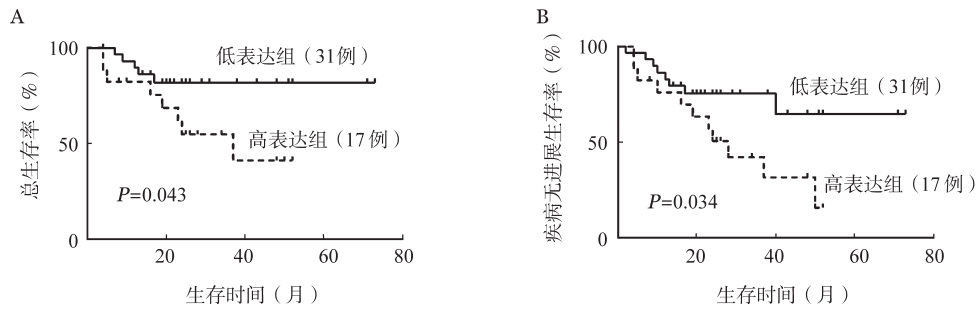 A
总生存率（%）
100
50
0
20
40
60
80
低表达组（31例）
高表达组（17例）
P=0.043
生存时间（月）
B
疾病无进展生存率（%）
100
50
0
20
40
60
80
低表达组（31例）
高表达组（17例）
P=0.034
生存时间（月）